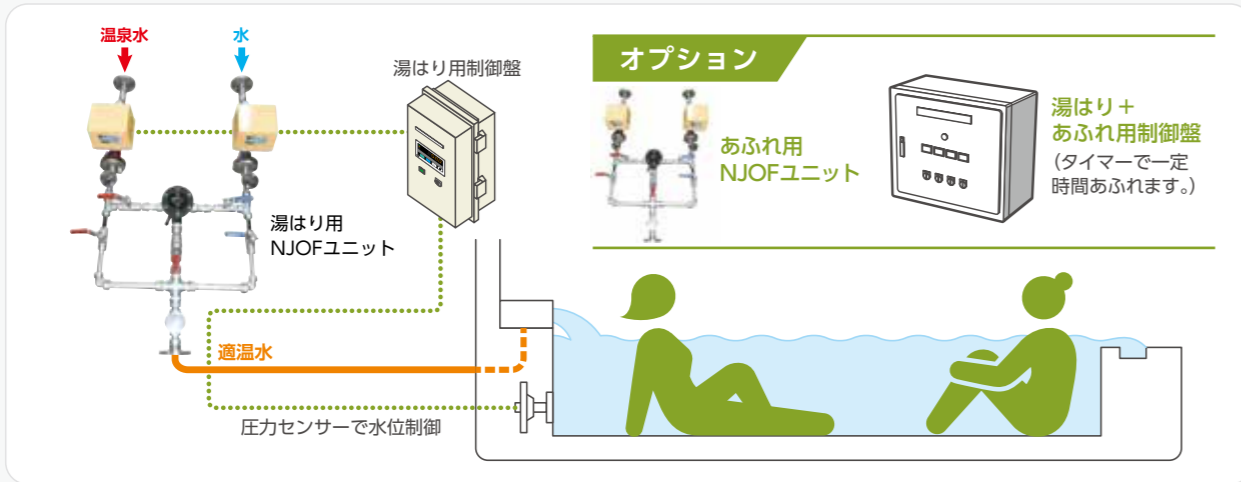 温泉水
水
湯はり用制御盤
湯はり用
NJOFユニット
適温水
圧力センサーで水位制御
オプション
あふれ用
NJOFユニット
湯はり＋
あふれ用制御盤
（タイマーで一定
時間あふれます。）